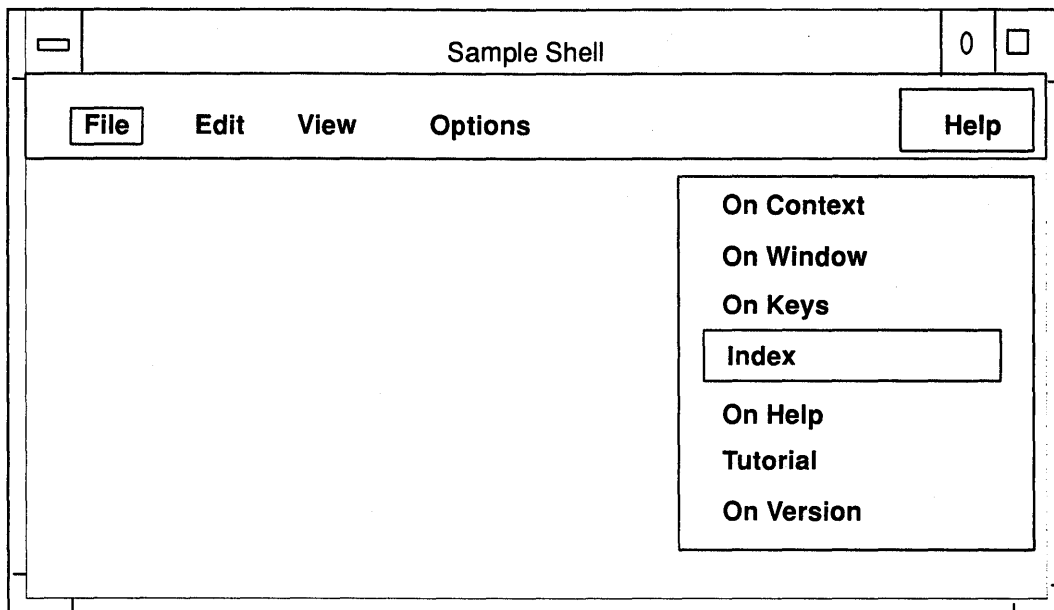 Sample Shell
File Edit View Options Help
On Context
On Window
On Keys
Index
On Help
Tutorial
On Version